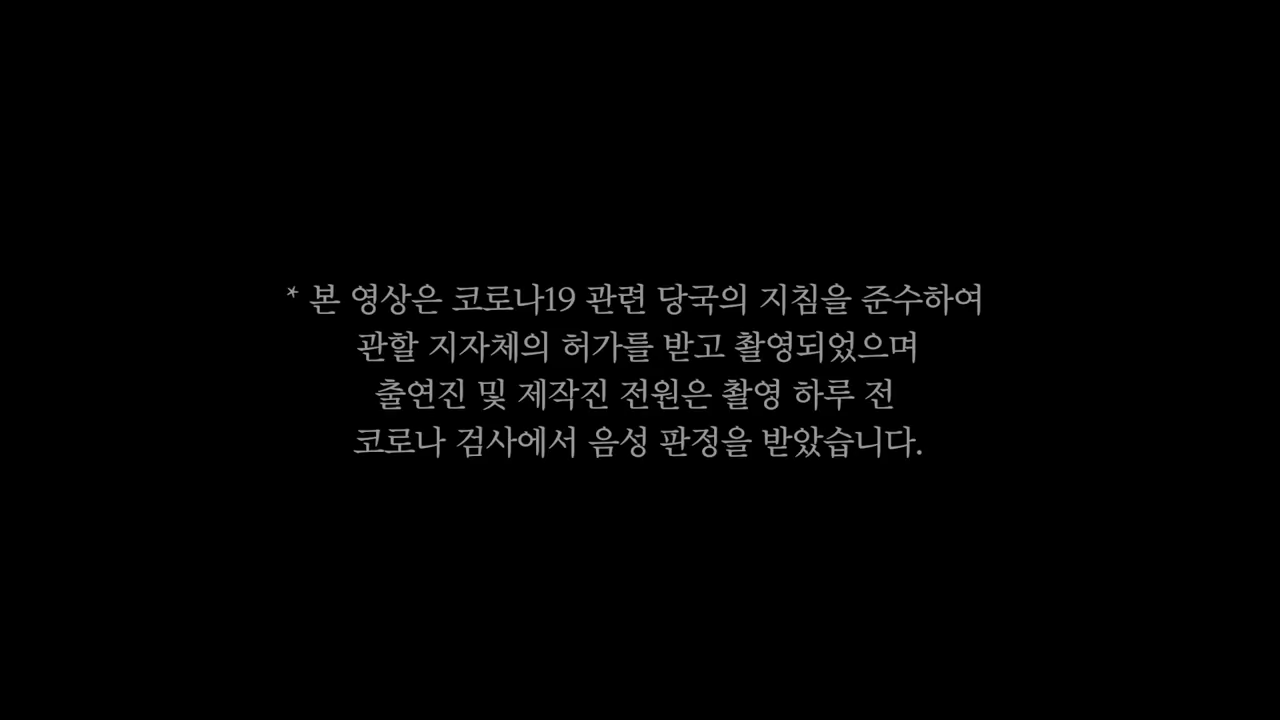 * 본 영상은 코로나19 관련 당국의 지침을 준수하여
관할 지자체의 허가를 받고 촬영되었으며
출연진 및 제작진 전원은 촬영 하루 전
코로나 검사에서 음성 판정을 받았습니다.